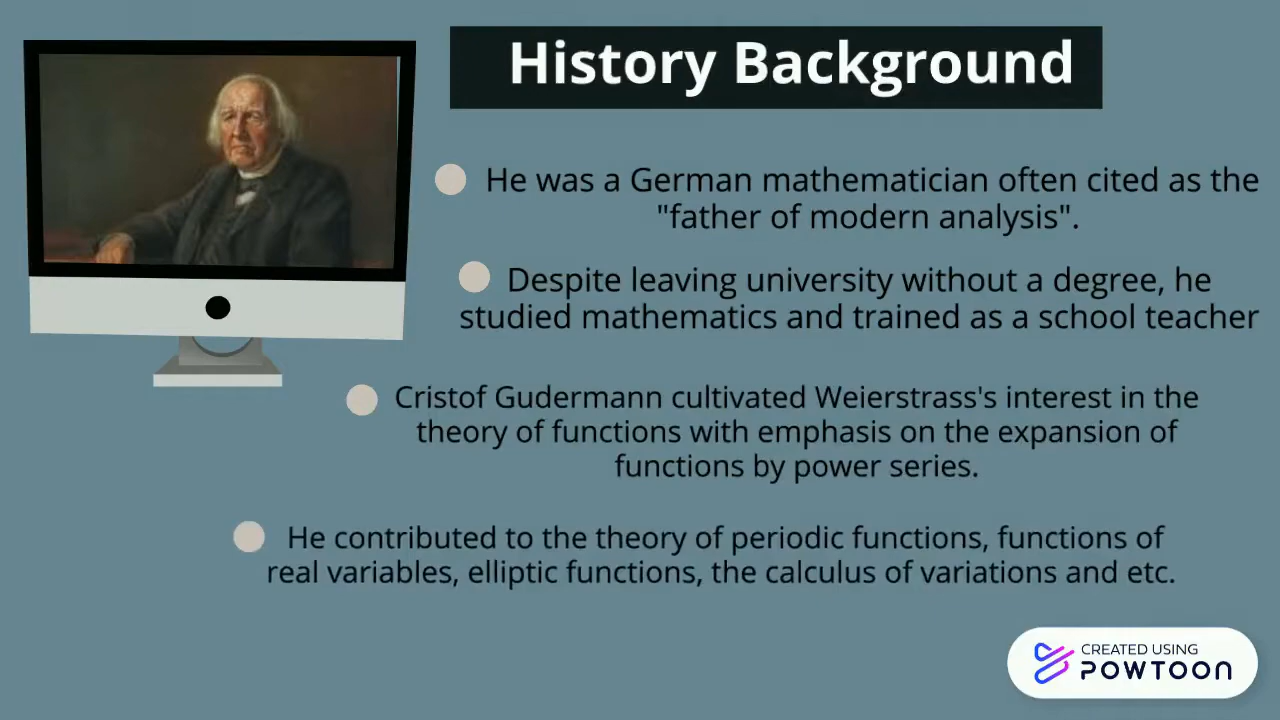 History Background
He was a German mathematician often cited as the
"father of modern analysis".
Despite leaving university without a degree, he
studied mathematics and trained as a school teacher
Cristof Gudermann cultivated Weierstrass's interest in the
theory of functions with emphasis on the expansion of
functions by power series.
He contributed to the theory of periodic functions, functions of
real variables, elliptic functions, the calculus of variations and etc.
CREATED USING
POWTOON